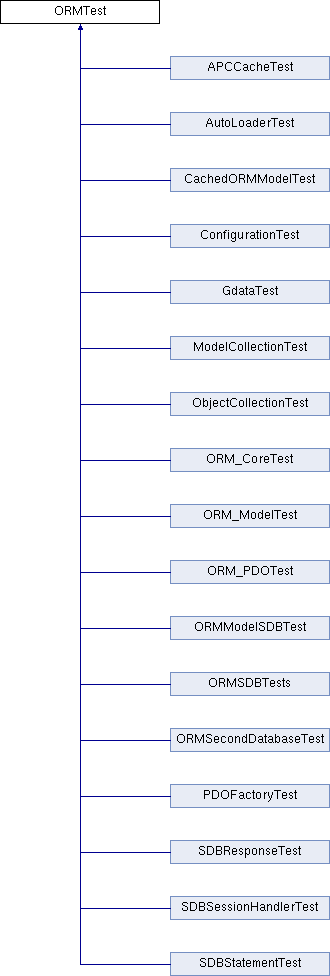 ORMTest
APCCacheTest
AutoLoaderTest
CachedORMModelTest
ConfigurationTest
GdataTest
ModelCollectionTest
ObjectCollectionTest
ORM_CoreTest
ORM_ModelTest
ORM_PDOTest
ORMModelSDBTest
ORMSDBTests
ORMSecondDatabaseTest
PDOFactoryTest
SDBResponseTest
SDBSessionHandlerTest
SDBStatementTest